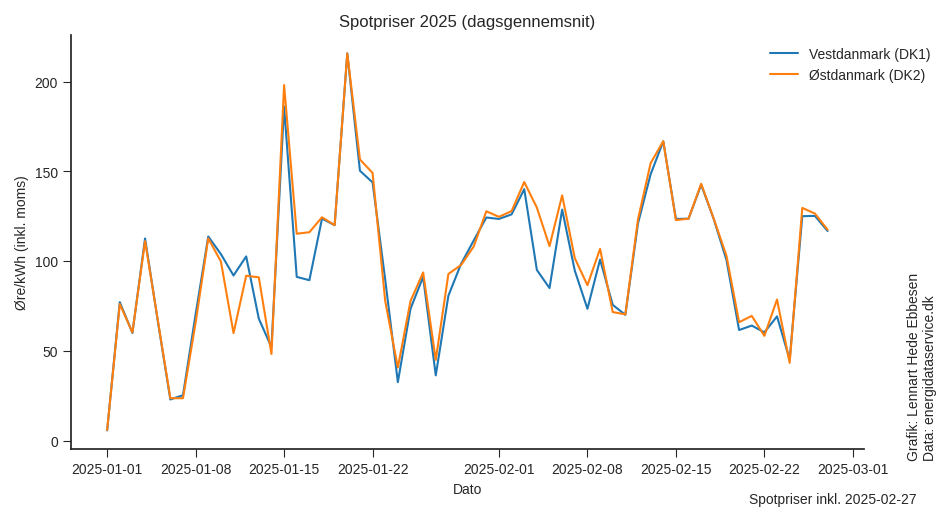 Spotpriser 2025 (dagsgennemsnit)
Vestdanmark (DK1)
Østdanmark (DK2)
Øre/kWh (inkl. moms)
200
150
100
50
0
2025-01-01
2025-01-08
2025-01-15
2025-01-22
2025-02-01
2025-02-08
2025-02-15
2025-02-22
2025-03-01
Dato
Spotpriser inkl. 2025-02-27
Grafik: Lennart Hede Ebbesen
Data: energidataservice.dk